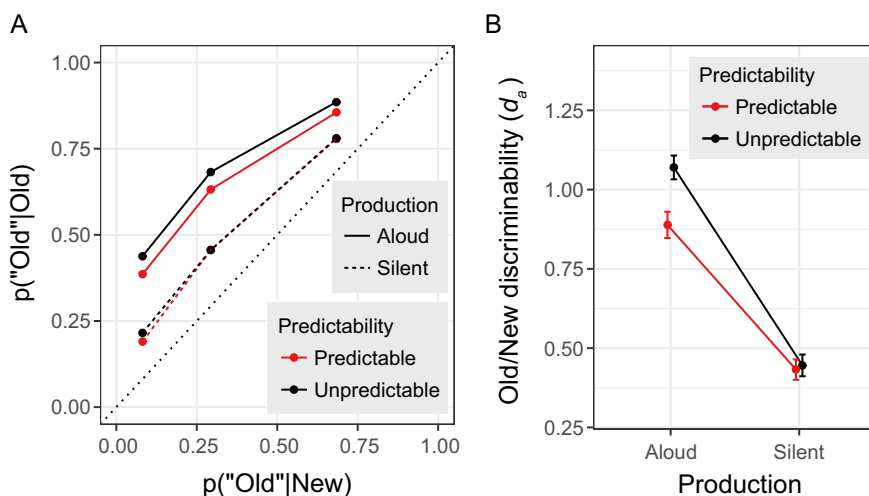 A
p("Old"|Old)
1.00
0.75
0.50
0.25
0.00
Production
Aloud
Silent
Predictability
Predictable
Unpredictable
0.00 0.25 0.50 0.75 1.00
p("Old"|New)
B
Old/New discriminability (dₐ)
1.25
1.00
0.75
0.50
0.25
Predictability
Predictable
Unpredictable
Aloud Silent
Production